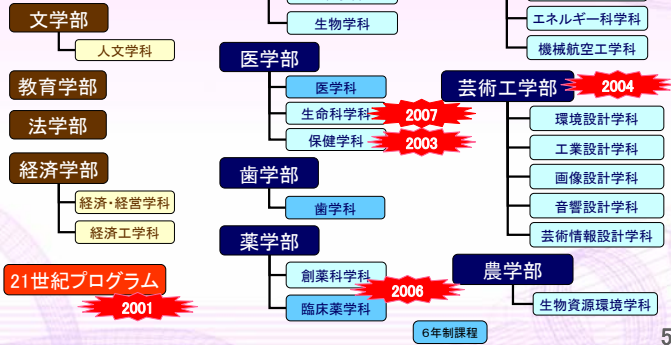 文学部
人文学科
教育学部
法学部
経済学部
経済・経営学科
経済工学科
21世紀プログラム
2001
生物学科
医学部
医学科
生命科学科
2007
保健学科
2003
歯学部
歯学科
薬学部
創薬科学科
2006
臨床薬学科
6年制課程
エネルギー科学科
機械航空工学科
芸術工学部
2004
環境設計学科
工業設計学科
画像設計学科
音響設計学科
芸術情報設計学科
農学部
生物資源環境学科
5